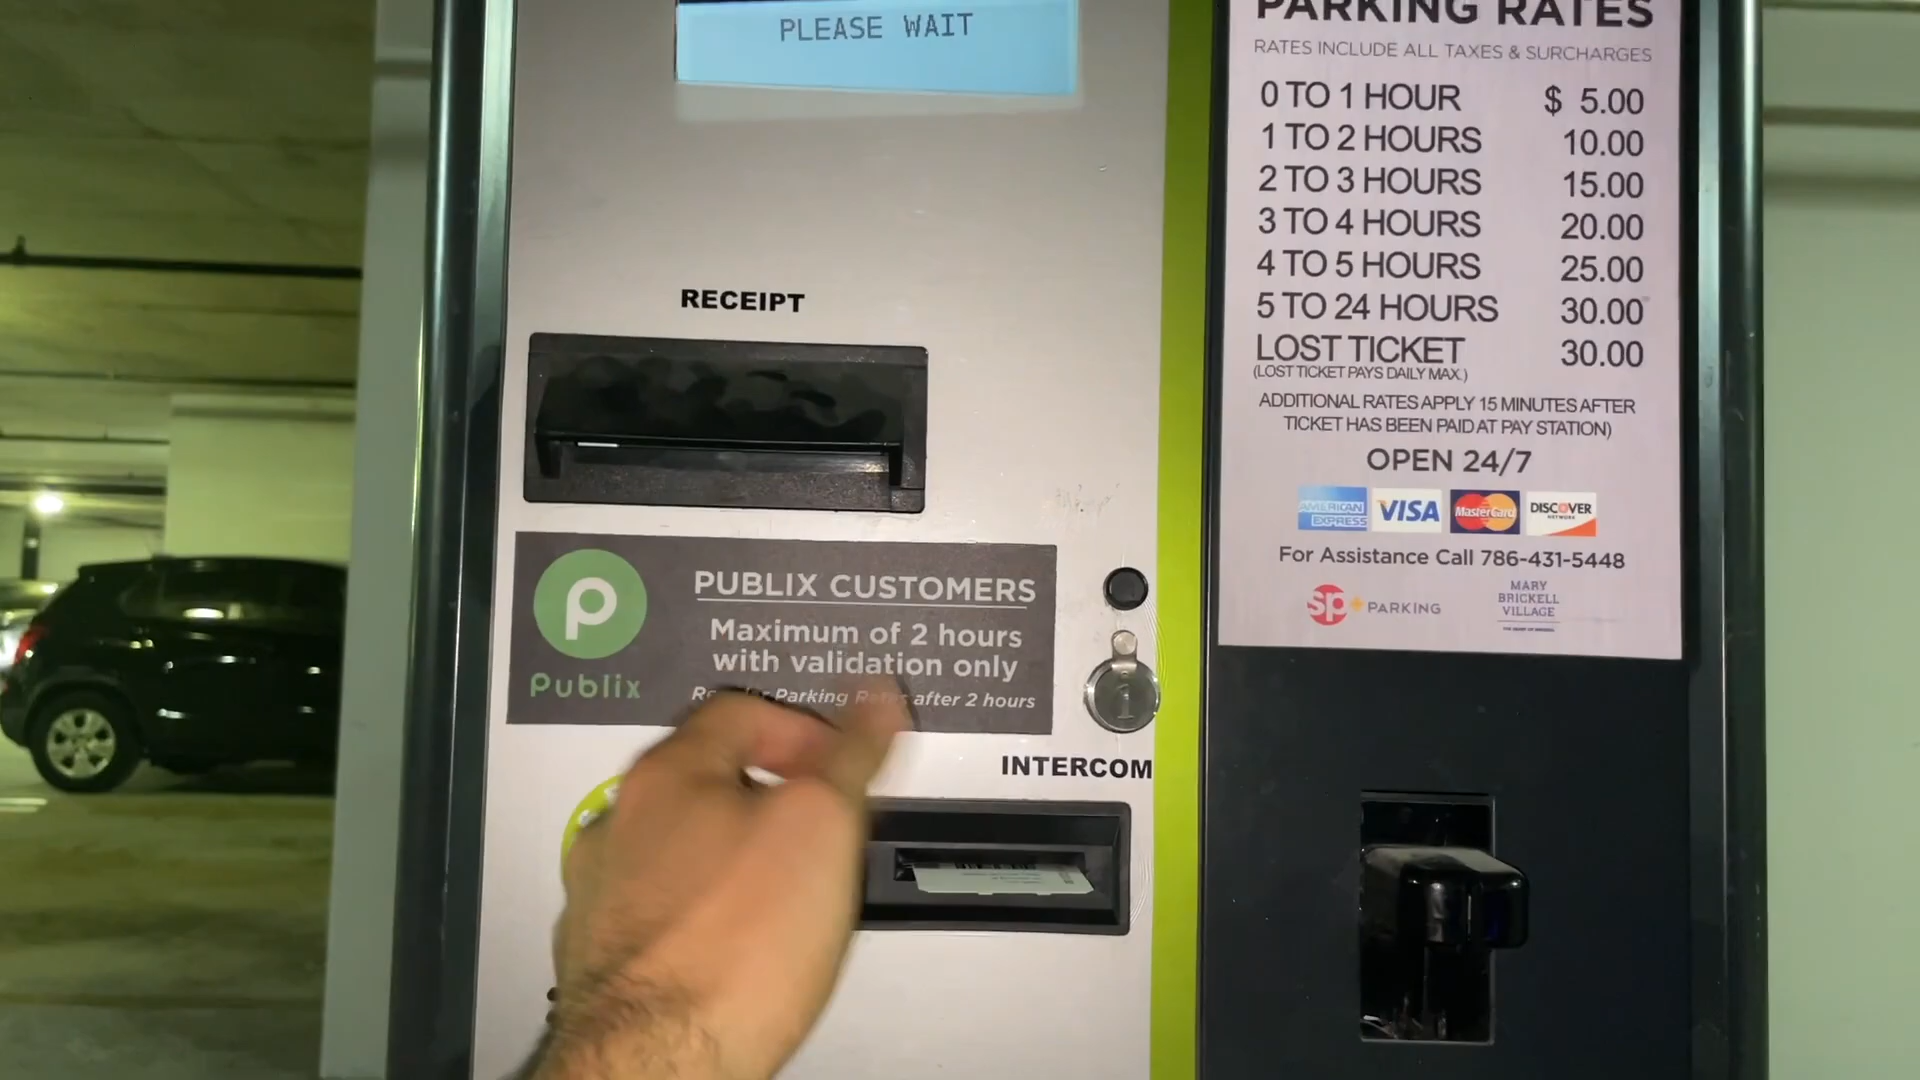 PLEASE WAIT
RECEIPT
Publix
PUBLIX CUSTOMERS
Maximum of 2 hours
with validation only
Parking after 2 hours
INTERCOM
PARKING RATES
RATES INCLUDE ALL TAXES & SURCHARGES
0 TO 1 HOUR $ 5.00
1 TO 2 HOURS 10.00
2 TO 3 HOURS 15.00
3 TO 4 HOURS 20.00
4 TO 5 HOURS 25.00
5 TO 24 HOURS 30.00
LOST TICKET 30.00
(LOST TICKET PAYS DAILY MAX.)
ADDITIONAL RATES APPLY 15 MINUTES AFTER
TICKET HAS BEEN PAID AT PAY STATION)
OPEN 24/7
AMERICAN EXPRESS VISA MasterCard DISCOVER NETWORK
For Assistance Call 786-431-5448
sp+ PARKING
MARY
BRICKELL
VILLAGE